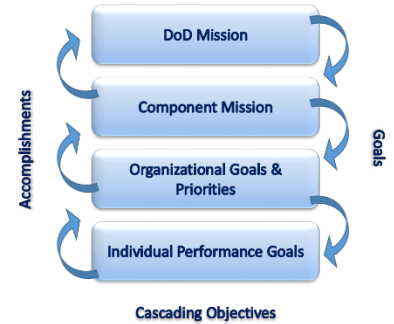 DoD Mission
Component Mission
Accomplishments
Goals
Organizational Goals &
Priorities
Individual Performance Goals
Cascading Objectives